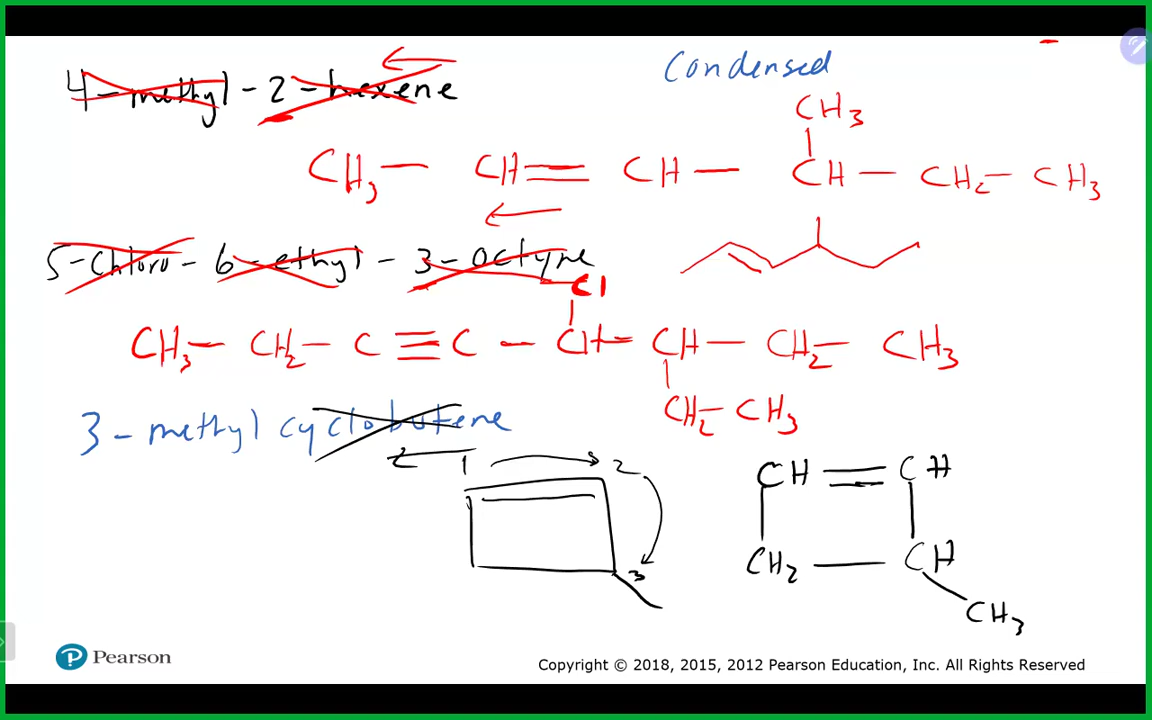 Condensed
4-methyl-2-hexene
CH3
CH3— CH=CH—CH—CH2—CH3
5-Chloro-6-ethyl-3-octyne
Cl
CH3—CH2—C≡C—CH—CH—CH2—CH3
CH2—CH3
3-methyl cyclobutene
1 2
CH=CH
3
CH2—CH
CH3
Pearson
Copyright © 2018, 2015, 2012 Pearson Education, Inc. All Rights Reserved